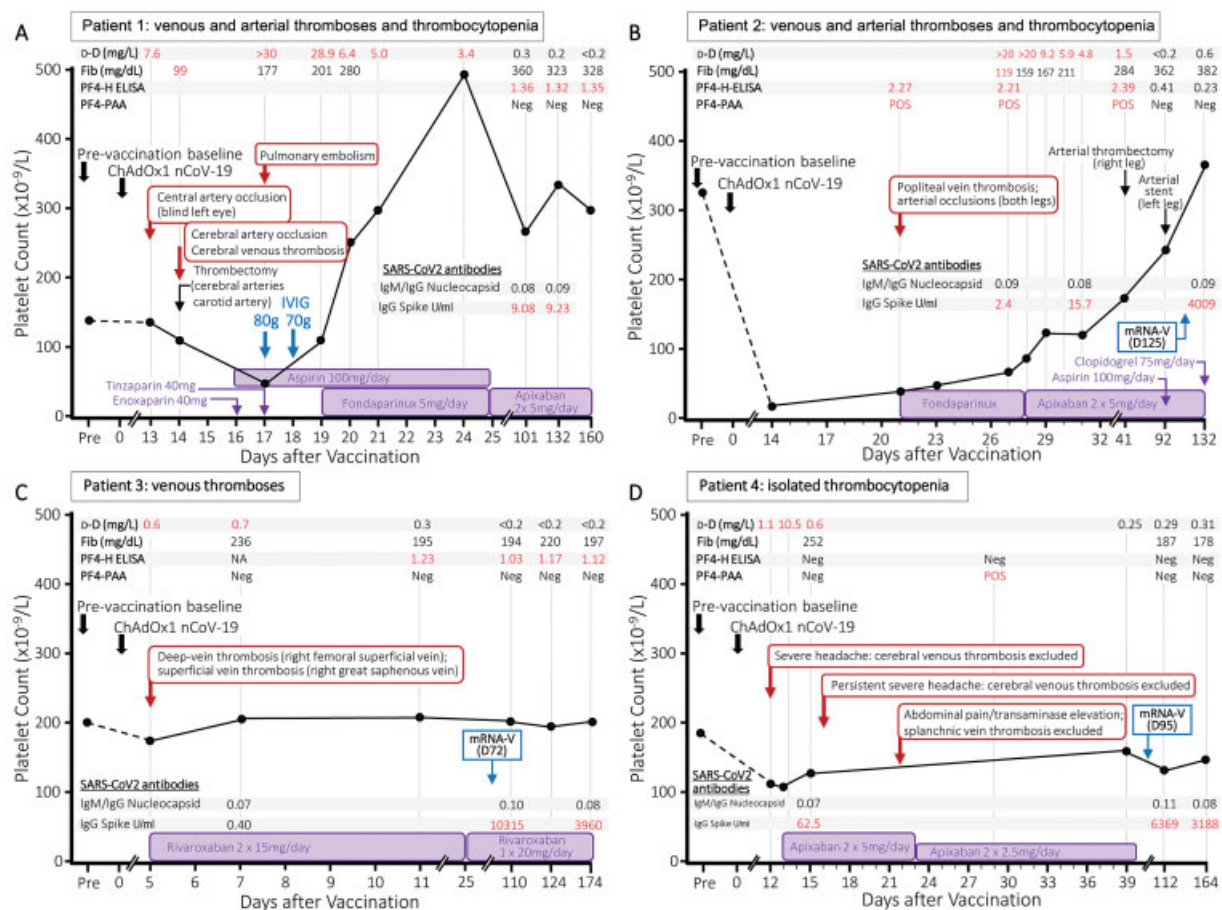 A
Patient 1: venous and arterial thromboses and thrombocytopenia
D-D (mg/L) 7.6 >30 28.9 6.4 5.0 3.4 0.3 0.2 <0.2
Fib (mg/dL) 99 177 201 280 360 323 328
PF4-H ELISA 1.36 1.32 1.35
PF4-PAA Neg Neg Neg
Platelet Count (x10⁻⁹/L)
500
400
300
200
100
0
Pre-vaccination baseline
ChAdOx1 nCoV-19
Pulmonary embolism
Central artery occlusion
(blind left eye)
Cerebral artery occlusion
Cerebral venous thrombosis
Thrombectomy
(cerebral arteries
carotid artery)
IVIG
80g 70g
SARS-CoV2 antibodies
IgM/IgG Nucleocapsid 0.08 0.09
IgG Spike U/ml 9.08 9.23
Tinzaparin 40mg
Enoxaparin 40mg
Aspirin 100mg/day
Fondaparinux 5mg/day
Apixaban
2x 5mg/day
Pre 0 13 14 15 16 17 18 19 20 21 24 25 101 132 160
Days after Vaccination
B
Patient 2: venous and arterial thromboses and thrombocytopenia
D-D (mg/L) >20 >20 9.2 5.9 4.8 1.5 <0.2 0.6
Fib (mg/dL) 119 159 167 211 284 362 382
PF4-H-ELISA 2.27 2.21 2.39 0.41 0.23
PF4-PAA POS POS POS Neg Neg
Platelet Count (x10⁻⁹/L)
500
400
300
200
100
0
Pre-vaccination baseline
ChAdOx1 nCoV-19
Arterial thrombectomy
(right leg)
Arterial
stent
(left leg)
Popliteal vein thrombosis;
arterial occlusions (both legs)
SARS-CoV2 antibodies
IgM/IgG Nucleocapsid 0.09 0.08 0.09
IgG Spike U/ml 2.4 15.7 4009
mRNA-V
(D125)
Clopidogrel 75mg/day
Aspirin 100mg/day
Fondaparinux
Apixaban 2 x 5mg/day
Pre 0 14 17 20 23 26 29 32 41 92 132
Days after Vaccination
C
Patient 3: venous thromboses
D-D (mg/L) 0.6 0.7 0.3 <0.2 <0.2 <0.2
Fib (mg/dL) 236 195 194 220 197
PF4-H ELISA NA 1.23 1.03 1.17 1.12
PF4-PAA Neg Neg Neg Neg Neg
Platelet Count (x10⁻⁹/L)
500
400
300
200
100
0
Pre-vaccination baseline
ChAdOx1 nCoV-19
Deep-vein thrombosis (right femoral superficial vein);
superficial vein thrombosis (right great saphenous vein)
mRNA-V
(D72)
SARS-CoV2 antibodies
IgM/IgG Nucleocapsid 0.07 0.10 0.08
IgG Spike U/ml 0.40 10315 3960
Rivaroxaban 2 x 15mg/day
Rivaroxaban
1 x 20mg/day
Pre 0 5 6 7 8 9 10 11 25 110 124 174
Days after Vaccination
D
Patient 4: isolated thrombocytopenia
D-D (mg/L) 1.1 10.5 0.6 0.25 0.29 0.31
Fib (mg/dL) 252 187 178
PF4-H ELISA Neg Neg Neg Neg
PF4-PAA Neg POS Neg Neg
Platelet Count (x10⁻⁹/L)
500
400
300
200
100
0
Pre-vaccination baseline
ChAdOx1 nCoV-19
Severe headache: cerebral venous thrombosis excluded
Persistent severe headache: cerebral venous thrombosis excluded
Abdominal pain/transaminase elevation;
splanchnic vein thrombosis excluded
mRNA-V
(D95)
SARS-CoV2
antibodies
IgM/IgG Nucleocapsid 0.07 0.11 0.08
IgG Spike U/ml 62.5 6369 3188
Apixaban 2 x 5mg/day
Apixaban 2 x 2.5mg/day
Pre 0 12 15 18 21 24 27 30 33 36 39 112 164
Days after Vaccination